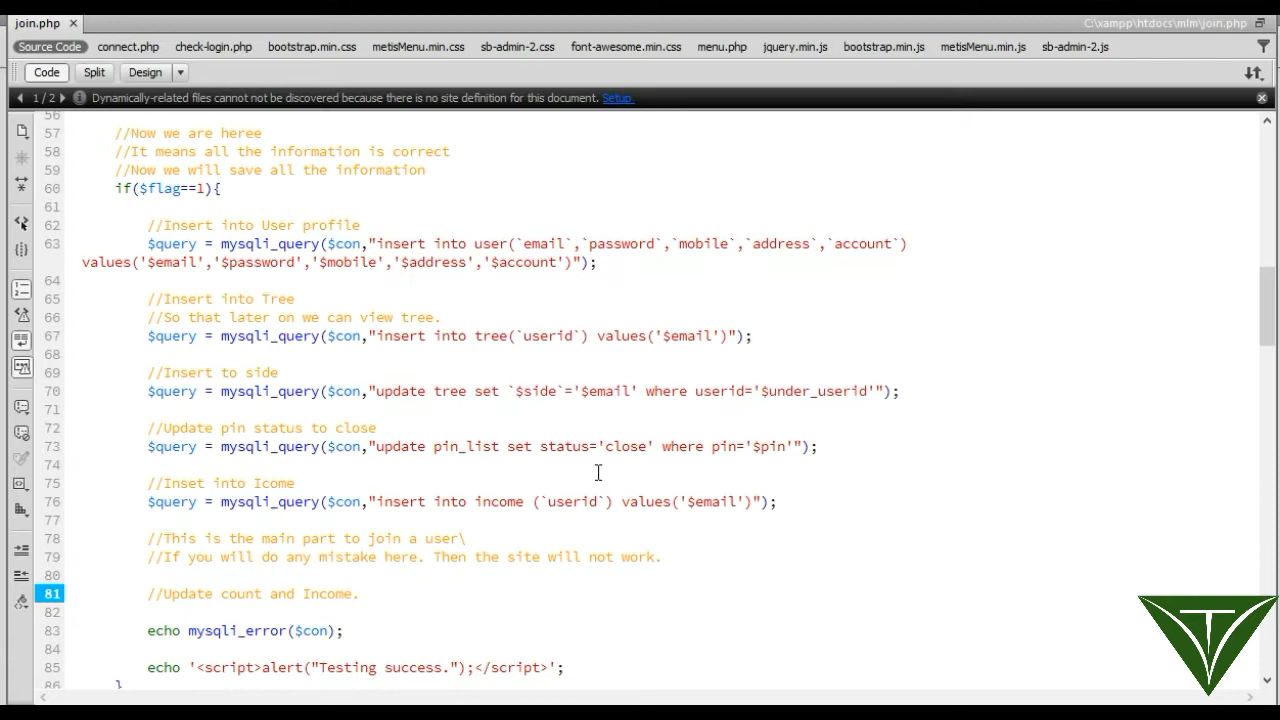 join.php ×
C:\xampp\htdocs\mlm\join.php
Source Code connect.php check-login.php bootstrap.min.css metisMenu.min.css sb-admin-2.css font-awesome.min.css menu.php jquery.min.js bootstrap.min.js metisMenu.min.js sb-admin-2.js
Code Split Design
1 / 2 Dynamically-related files cannot not be discovered because there is no site definition for this document. Setup
56
57 //Now we are heree
58 //It means all the information is correct
59 //Now we will save all the information
60 if($flag==1){
61
62 //Insert into User profile
63 $query = mysqli_query($con,"insert into user(`email`,`password`,`mobile`,`address`,`account`)
values('$email','$password','$mobile','$address','$account')");
64
65 //Insert into Tree
66 //So that later on we can view tree.
67 $query = mysqli_query($con,"insert into tree(`userid`) values('$email')");
68
69 //Insert to side
70 $query = mysqli_query($con,"update tree set `$side`='$email' where userid='$under_userid'");
71
72 //Update pin status to close
73 $query = mysqli_query($con,"update pin_list set status='close' where pin='$pin'");
74
75 //Inset into Icome
76 $query = mysqli_query($con,"insert into income (`userid`) values('$email')");
77
78 //This is the main part to join a user\
79 //If you will do any mistake here. Then the site will not work.
80
81 //Update count and Income.
82
83 echo mysqli_error($con);
84
85 echo '<script>alert("Testing success.");</script>';
86 }